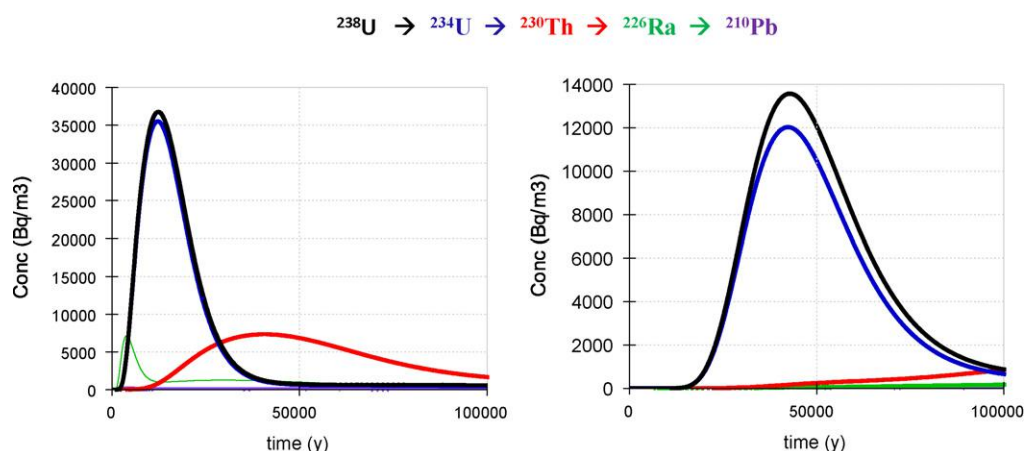 ²³⁸U → ²³⁴U → ²³⁰Th → ²²⁶Ra → ²¹⁰Pb
40000
35000
30000
25000
20000
15000
10000
5000
0
Conc (Bq/m3)
0 50000 100000
time (y)
14000
12000
10000
8000
6000
4000
2000
0
Conc (Bq/m3)
0 50000 100000
time (y)